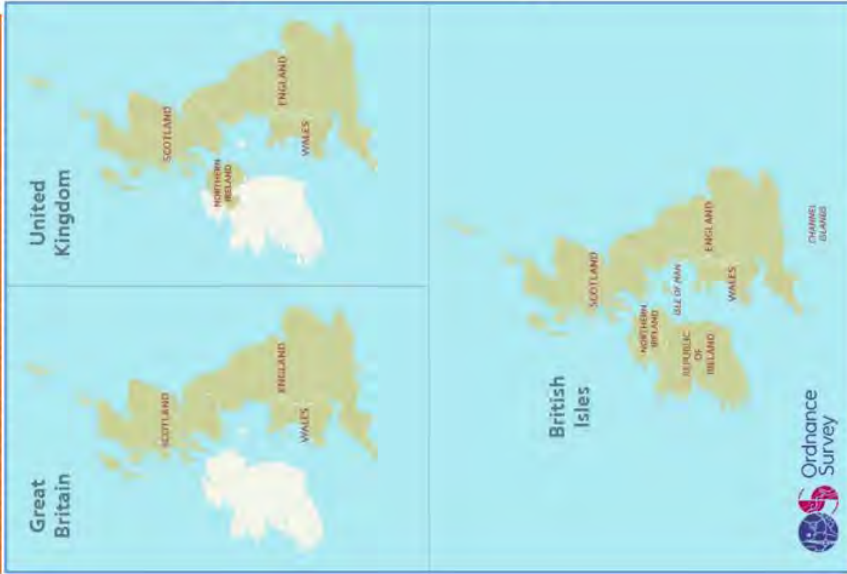 Great
Britain
SCOTLAND
ENGLAND
WALES
United
Kingdom
SCOTLAND
NORTHERN
IRELAND
ENGLAND
WALES
British
Isles
SCOTLAND
NORTHERN
IRELAND
ISLE OF MAN
REPUBLIC
OF
IRELAND
ENGLAND
WALES
CHANNEL
ISLANDS
OS
Ordnance
Survey